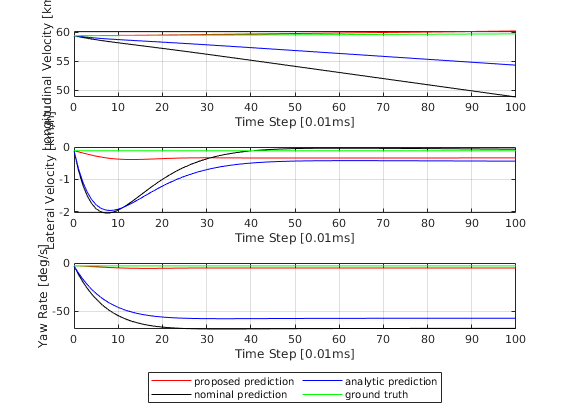 Longitudinal Velocity [km
60
55
50
0 10 20 30 40 50 60 70 80 90 100
Time Step [0.01ms]
Lateral Velocity [km/h]
0
-1
-2
0 10 20 30 40 50 60 70 80 90 100
Time Step [0.01ms]
Yaw Rate [deg/s]
0
-50
0 10 20 30 40 50 60 70 80 90 100
Time Step [0.01ms]
proposed prediction analytic prediction
nominal prediction ground truth